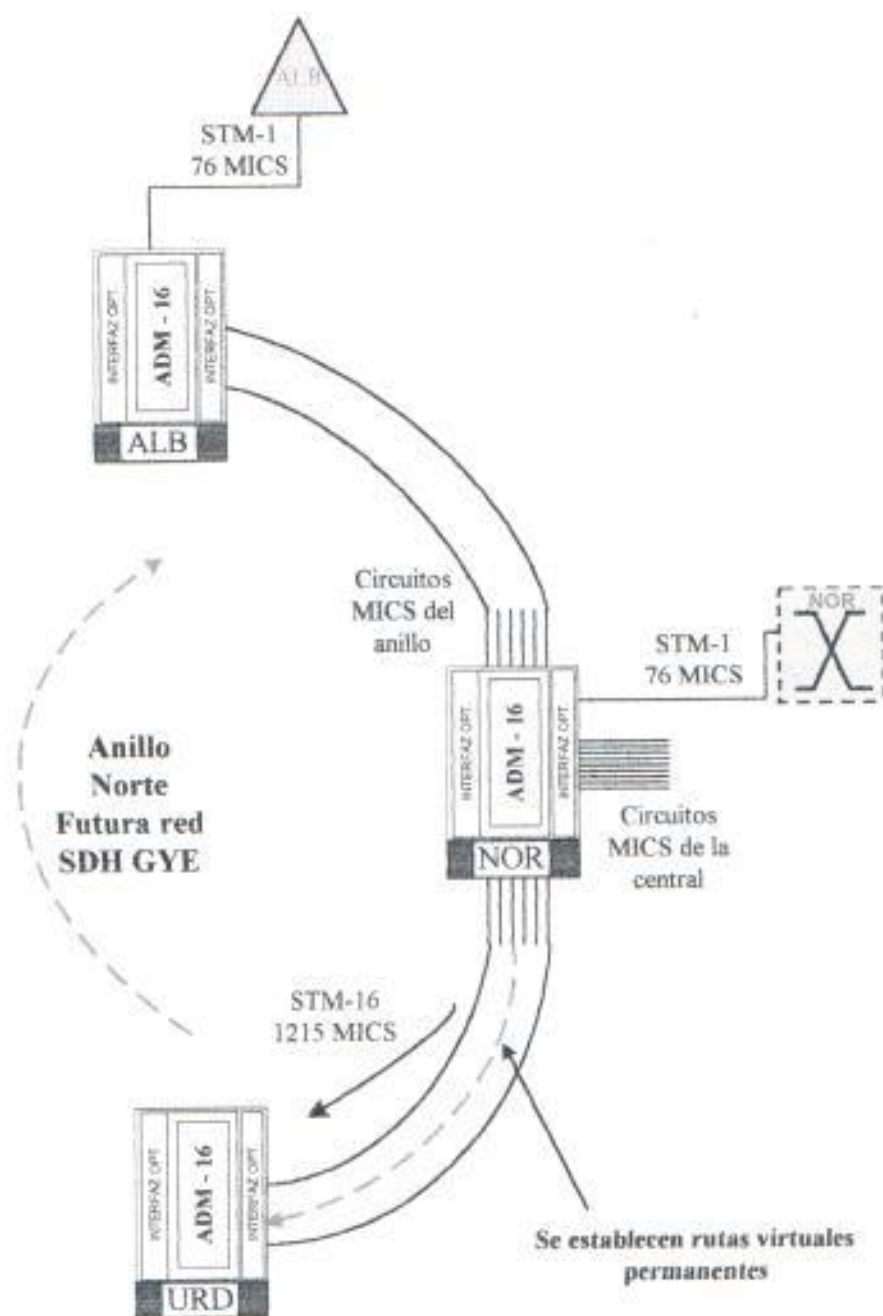 ALB
STM-1
76 MICS
INTERFAZ OPT.
ADM - 16
INTERFAZ OPT.
ALB
Circuitos
MICS del
anillo
NOR
STM-1
76 MICS
INTERFAZ OPT.
ADM - 16
INTERFAZ OPT.
NOR
Circuitos
MICS de la
central
Anillo
Norte
Futura red
SDH GYE
STM-16
1215 MICS
INTERFAZ OPT.
ADM - 16
INTERFAZ OPT.
URD
Se establecen rutas virtuales
permanentes